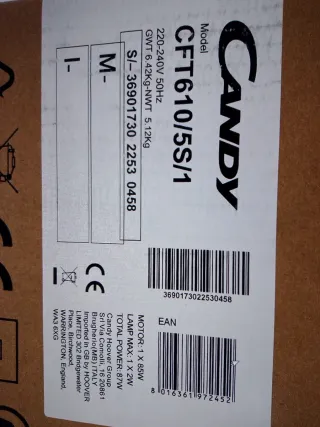 CANDY
Model
CFT610/5S/1
220-240V 50Hz
GWT 6.42Kg-NWT 5.12Kg
S/– 36901730 2253 0458
M-
I-
3690173022530458
EAN
8 016361 972452
MOTOR: 1 X 85W
LAMP MAX: 1 X 2W
TOTAL POWER: 87W
Candy Hoover Group
Srl Via Comolli, 16 20861
Brugherio(MB) ITALY
Imported in GB by HOOVER
LIMITED 302 Bridgewater
Place, Birchwood,
WARRINGTON, England,
WA3 6XG